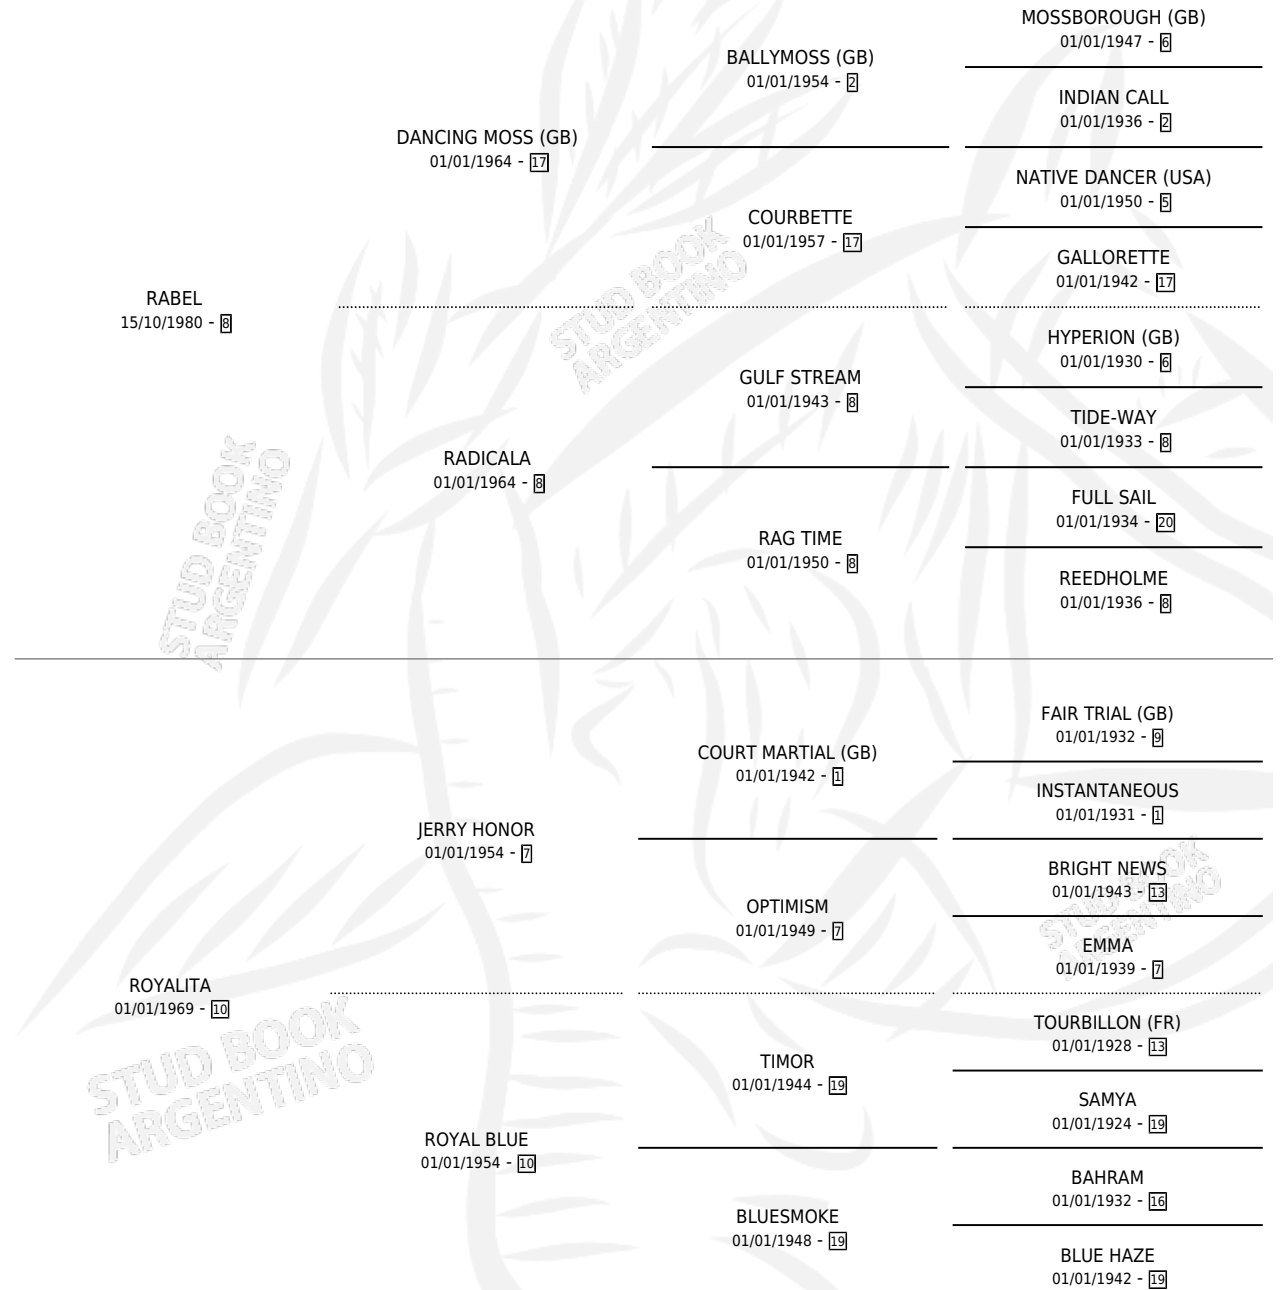 MOSSBOROUGH (GB)
01/01/1947 - 6
BALLYMOSS (GB)
01/01/1954 - 2
INDIAN CALL
01/01/1936 - 2
DANCING MOSS (GB)
01/01/1964 - 17
NATIVE DANCER (USA)
01/01/1950 - 5
COURBETTE
01/01/1957 - 17
GALLORETTE
01/01/1942 - 17
RABEL
15/10/1980 - 8
HYPERION (GB)
01/01/1930 - 6
GULF STREAM
01/01/1943 - 8
TIDE-WAY
01/01/1933 - 8
RADICALA
01/01/1964 - 8
FULL SAIL
01/01/1934 - 20
RAG TIME
01/01/1950 - 8
REEDHOLME
01/01/1936 - 8
STUD BOOK
ARGENTINO
STUD BOOK
ARGENTINO
FAIR TRIAL (GB)
01/01/1932 - 9
COURT MARTIAL (GB)
01/01/1942 - 1
INSTANTANEOUS
01/01/1931 - 1
JERRY HONOR
01/01/1954 - 7
BRIGHT NEWS
01/01/1943 - 13
OPTIMISM
01/01/1949 - 7
EMMA
01/01/1939 - 7
ROYALITA
01/01/1969 - 10
TOURBILLON (FR)
01/01/1928 - 13
TIMOR
01/01/1944 - 19
SAMYA
01/01/1924 - 19
ROYAL BLUE
01/01/1954 - 10
BAHRAM
01/01/1932 - 16
BLUESMOKE
01/01/1948 - 19
BLUE HAZE
01/01/1942 - 19
STUD BOOK
ARGENTINO
STUD BOOK
ARGENTINO